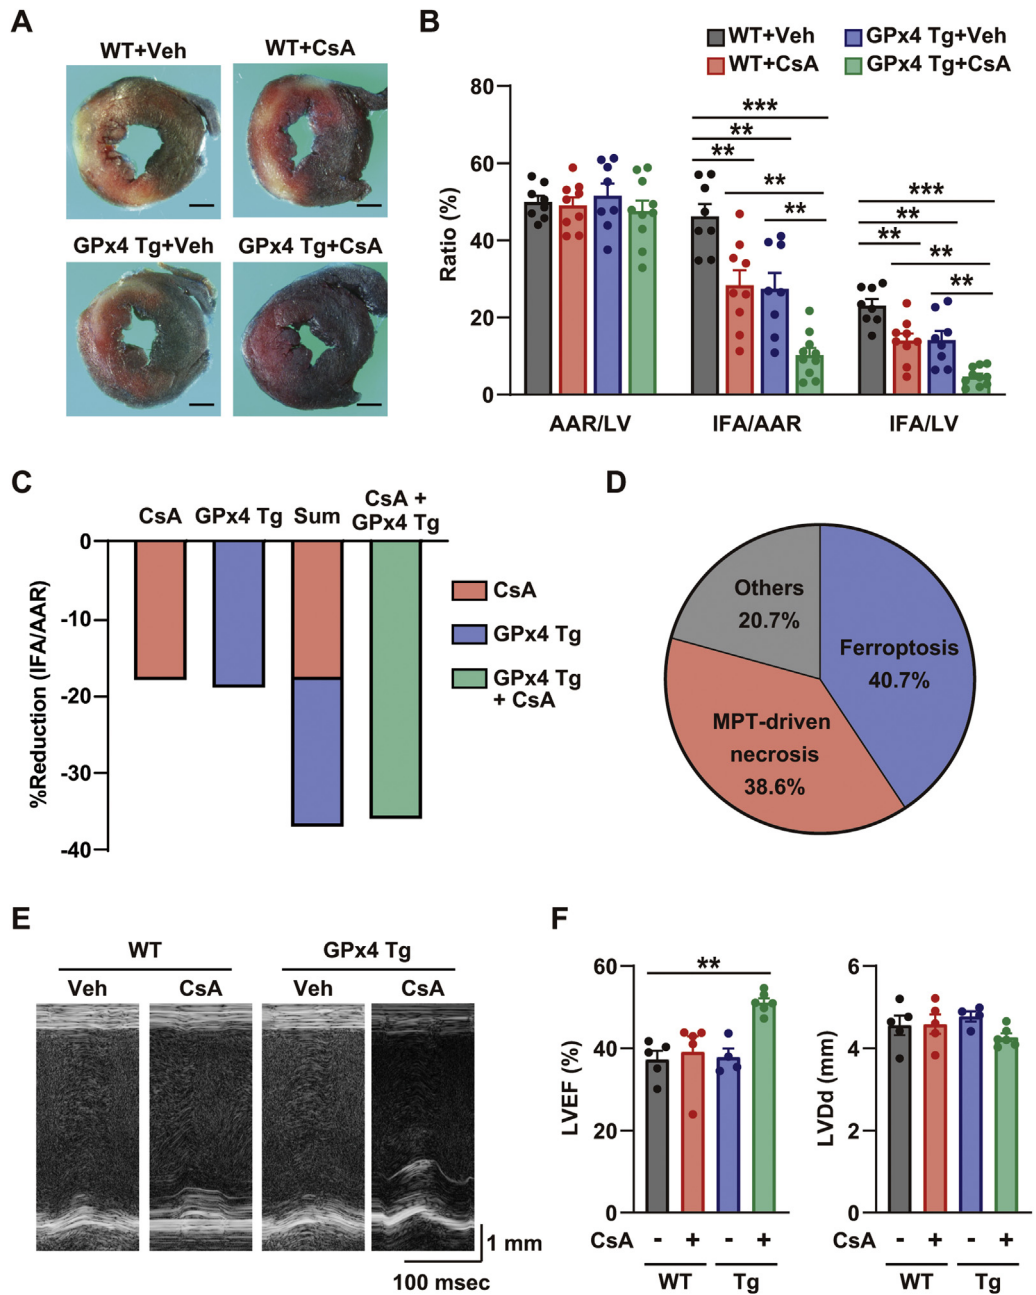 A
WT+Veh
WT+CsA
GPx4 Tg+Veh
GPx4 Tg+CsA
B
WT+Veh
GPx4 Tg+Veh
WT+CsA
GPx4 Tg+CsA
Ratio (%)
80
60
40
20
0
***
**
**
**
**
***
**
**
**
**
AAR/LV
IFA/AAR
IFA/LV
C
CsA
GPx4 Tg
Sum
CsA +
GPx4 Tg
%Reduction (IFA/AAR)
0
-10
-20
-30
-40
CsA
GPx4 Tg
GPx4 Tg
+ CsA
D
Others
20.7%
Ferroptosis
40.7%
MPT-driven
necrosis
38.6%
E
WT
GPx4 Tg
Veh
CsA
Veh
CsA
1 mm
100 msec
F
LVEF (%)
60
40
20
0
**
CsA - + - +
WT
Tg
LVDd (mm)
6
4
2
0
CsA - + - +
WT
Tg